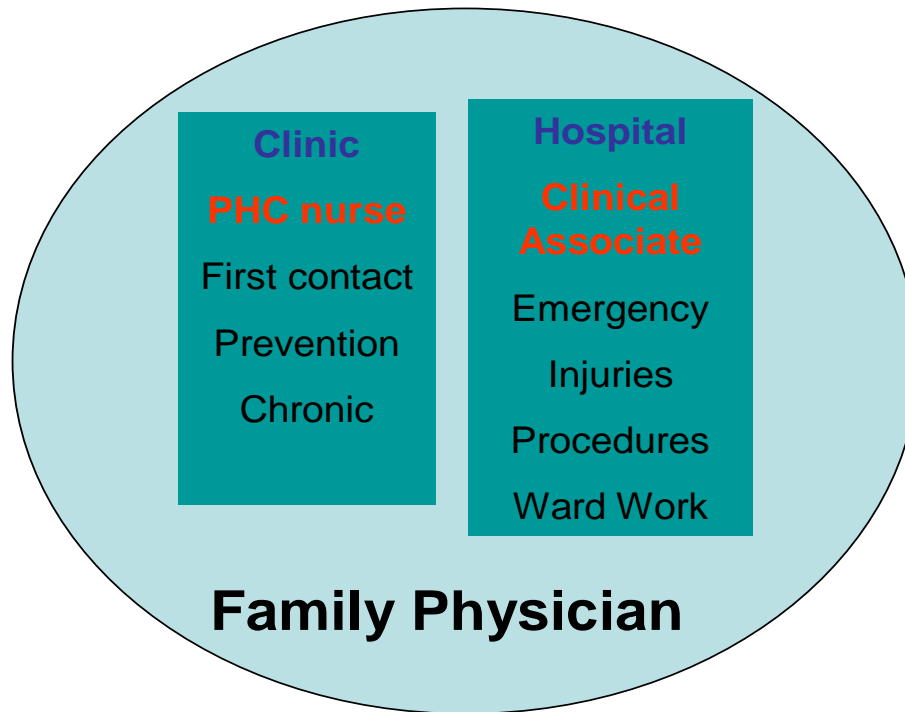 Clinic
PHC nurse
First contact
Prevention
Chronic
Hospital
Clinical
Associate
Emergency
Injuries
Procedures
Ward Work
Family Physician